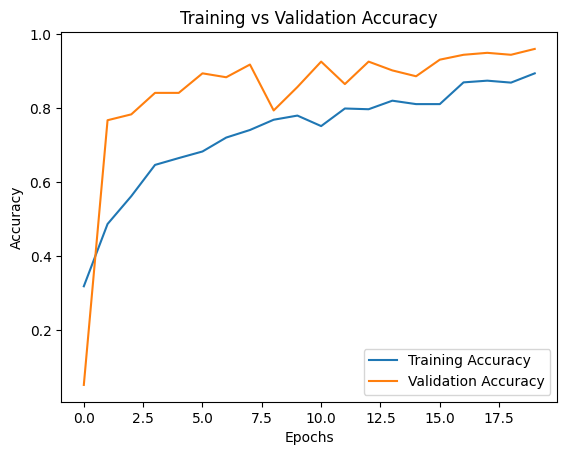 Training vs Validation Accuracy
1.0
0.8
0.6
0.4
0.2
Accuracy
0.0 2.5 5.0 7.5 10.0 12.5 15.0 17.5
Epochs
Training Accuracy
Validation Accuracy